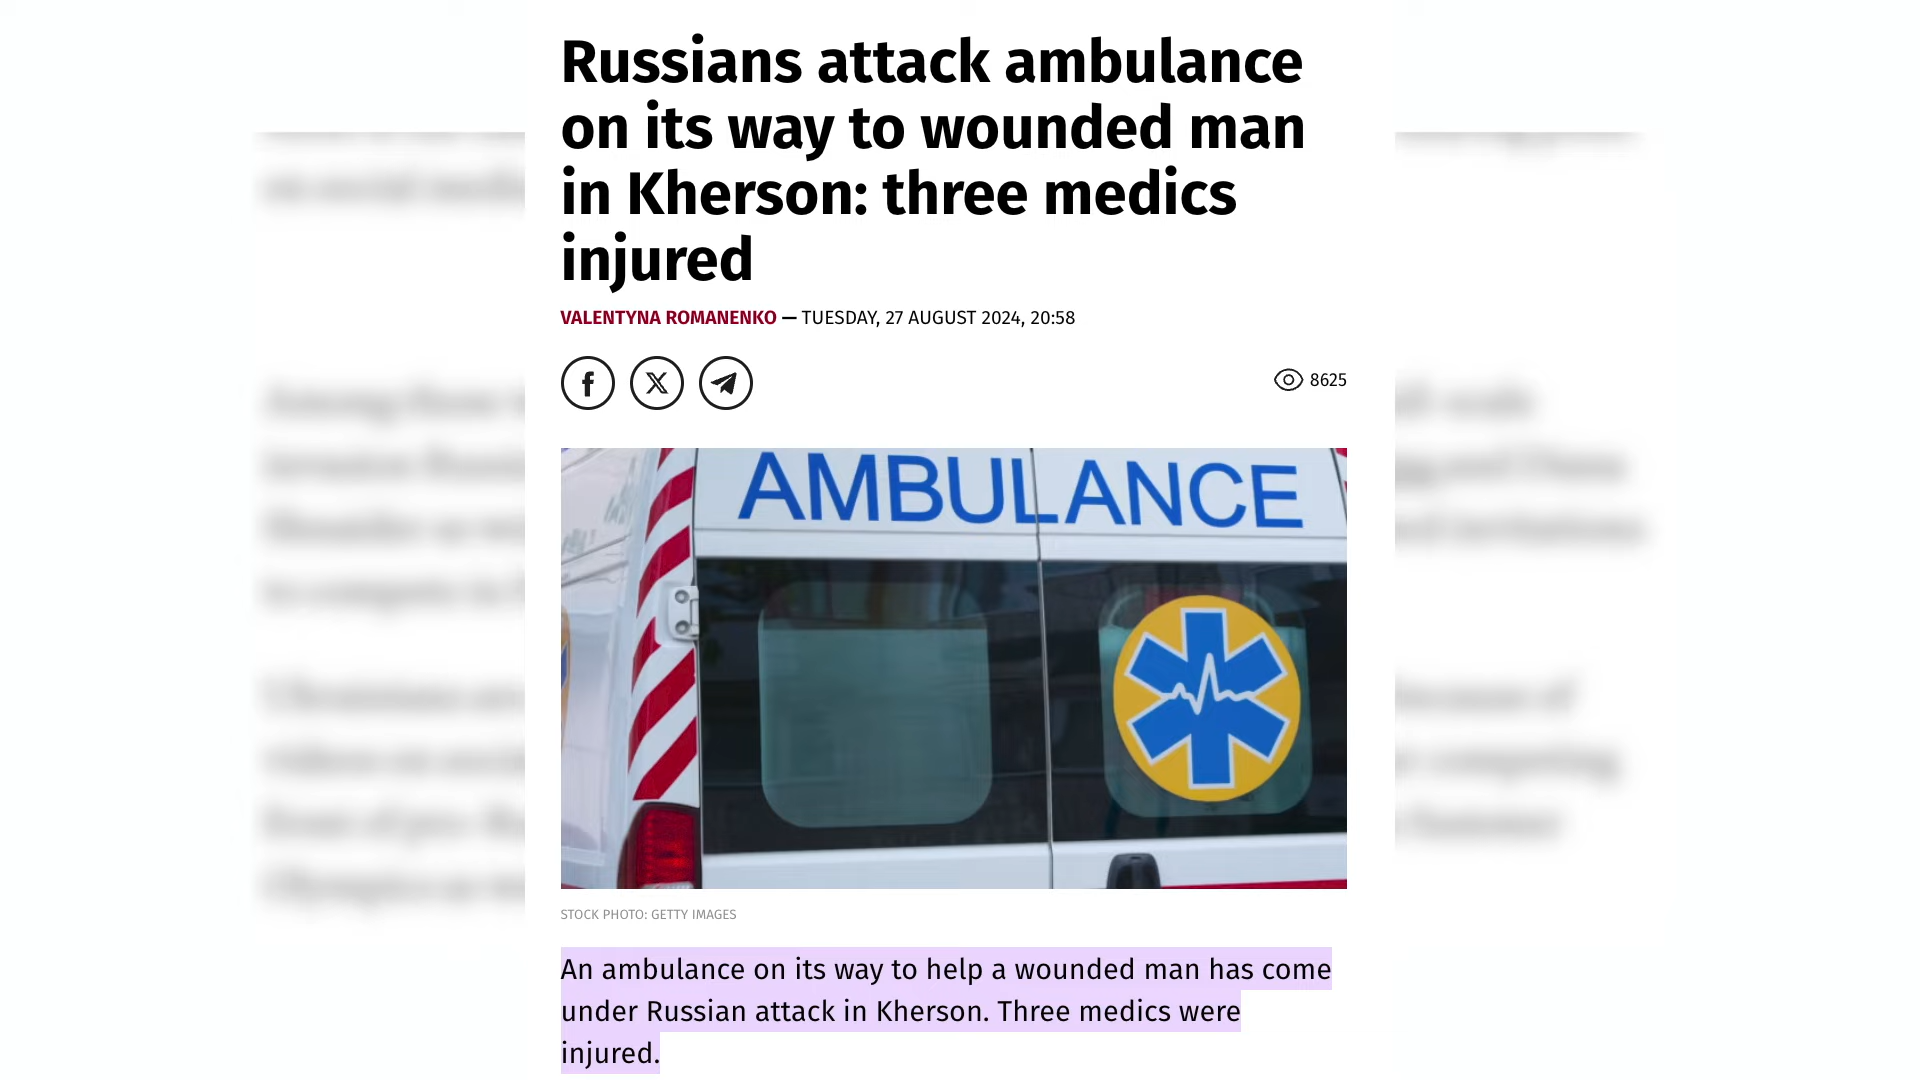 Russians attack ambulance
on its way to wounded man
in Kherson: three medics
injured
VALENTYNA ROMANENKO — TUESDAY, 27 AUGUST 2024, 20:58
8625
AMBULANCE
STOCK PHOTO: GETTY IMAGES
An ambulance on its way to help a wounded man has come
under Russian attack in Kherson. Three medics were
injured.